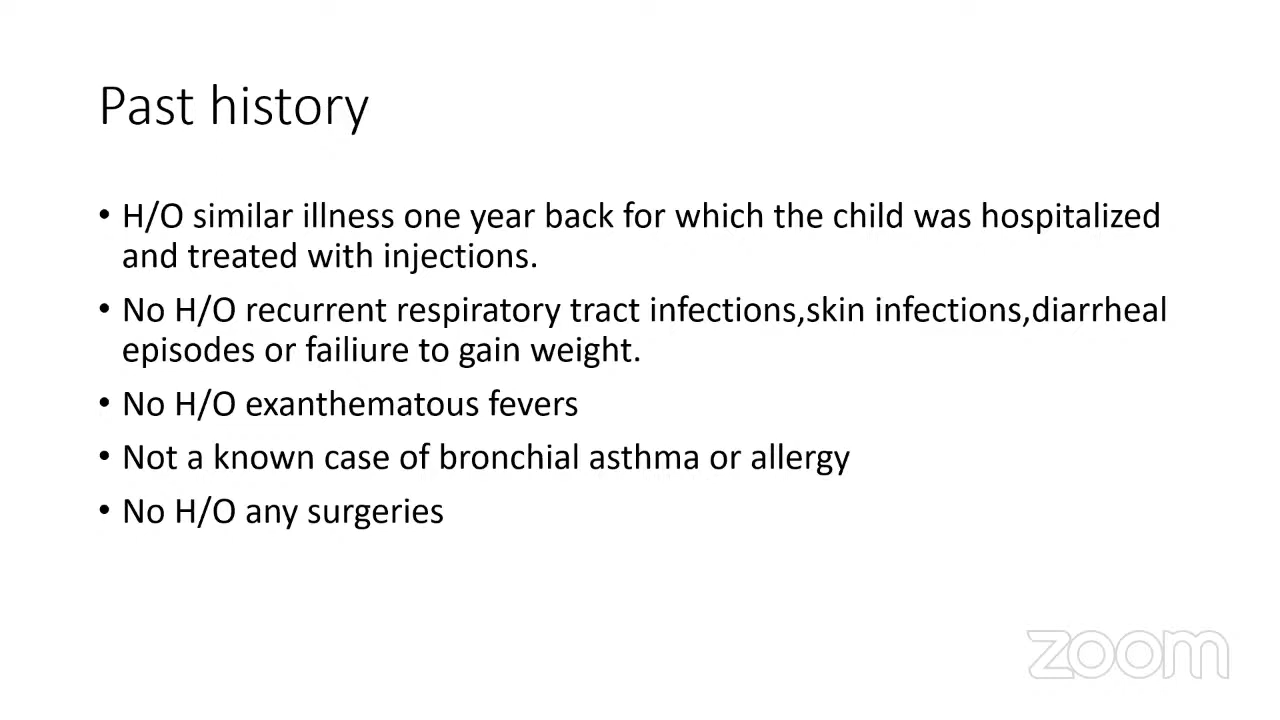 Past history
• H/O similar illness one year back for which the child was hospitalized
and treated with injections.
• No H/O recurrent respiratory tract infections,skin infections,diarrheal
episodes or failiure to gain weight.
• No H/O exanthematous fevers
• Not a known case of bronchial asthma or allergy
• No H/O any surgeries
zoom